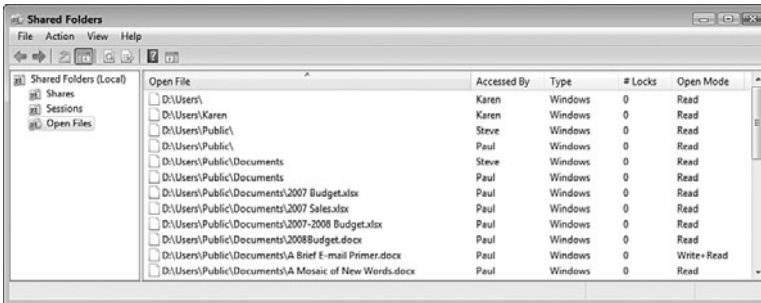 Shared Folders
File Action View Help
Shared Folders (Local)
Shares
Sessions
Open Files
Open File Accessed By Type # Locks Open Mode
D:\Users\ Karen Windows 0 Read
D:\Users\Karen Karen Windows 0 Read
D:\Users\Public\ Steve Windows 0 Read
D:\Users\Public\ Paul Windows 0 Read
D:\Users\Public\Documents Steve Windows 0 Read
D:\Users\Public\Documents Paul Windows 0 Read
D:\Users\Public\Documents\2007 Budget.xlsx Paul Windows 0 Read
D:\Users\Public\Documents\2007 Sales.xlsx Paul Windows 0 Read
D:\Users\Public\Documents\2007-2008 Budget.xlsx Paul Windows 0 Read
D:\Users\Public\Documents\2008Budget.docx Paul Windows 0 Read
D:\Users\Public\Documents\A Brief E-mail Primer.docx Paul Windows 0 Write+Read
D:\Users\Public\Documents\A Mosaic of New Words.docx Paul Windows 0 Read